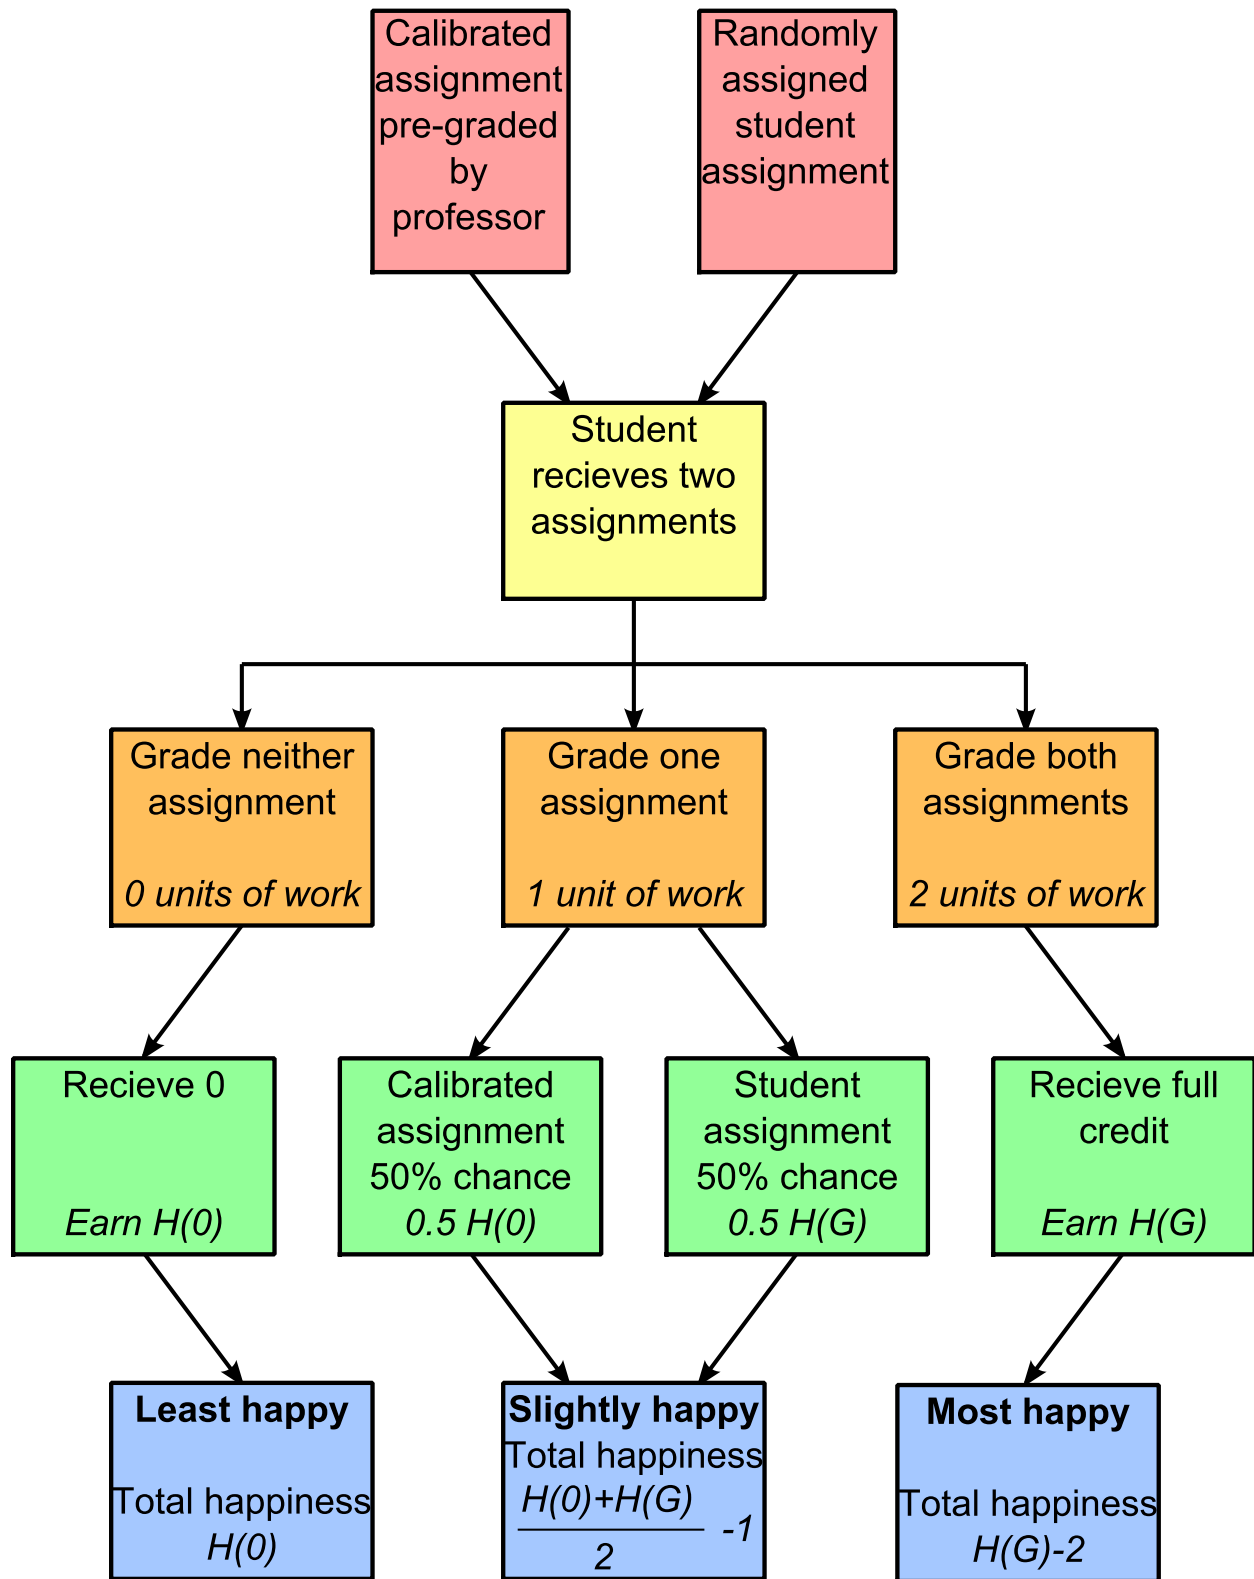 Calibrated
assignment
pre-graded
by
professor
Randomly
assigned
student
assignment
Student
recieves two
assignments
Grade neither
assignment
0 units of work
Grade one
assignment
1 unit of work
Grade both
assignments
2 units of work
Recieve 0
Earn H(0)
Calibrated
assignment
50% chance
0.5 H(0)
Student
assignment
50% chance
0.5 H(G)
Recieve full
credit
Earn H(G)
Least happy
Total happiness
H(0)
Slightly happy
Total happiness
H(0)+H(G)
-1
2
Most happy
Total happiness
H(G)-2